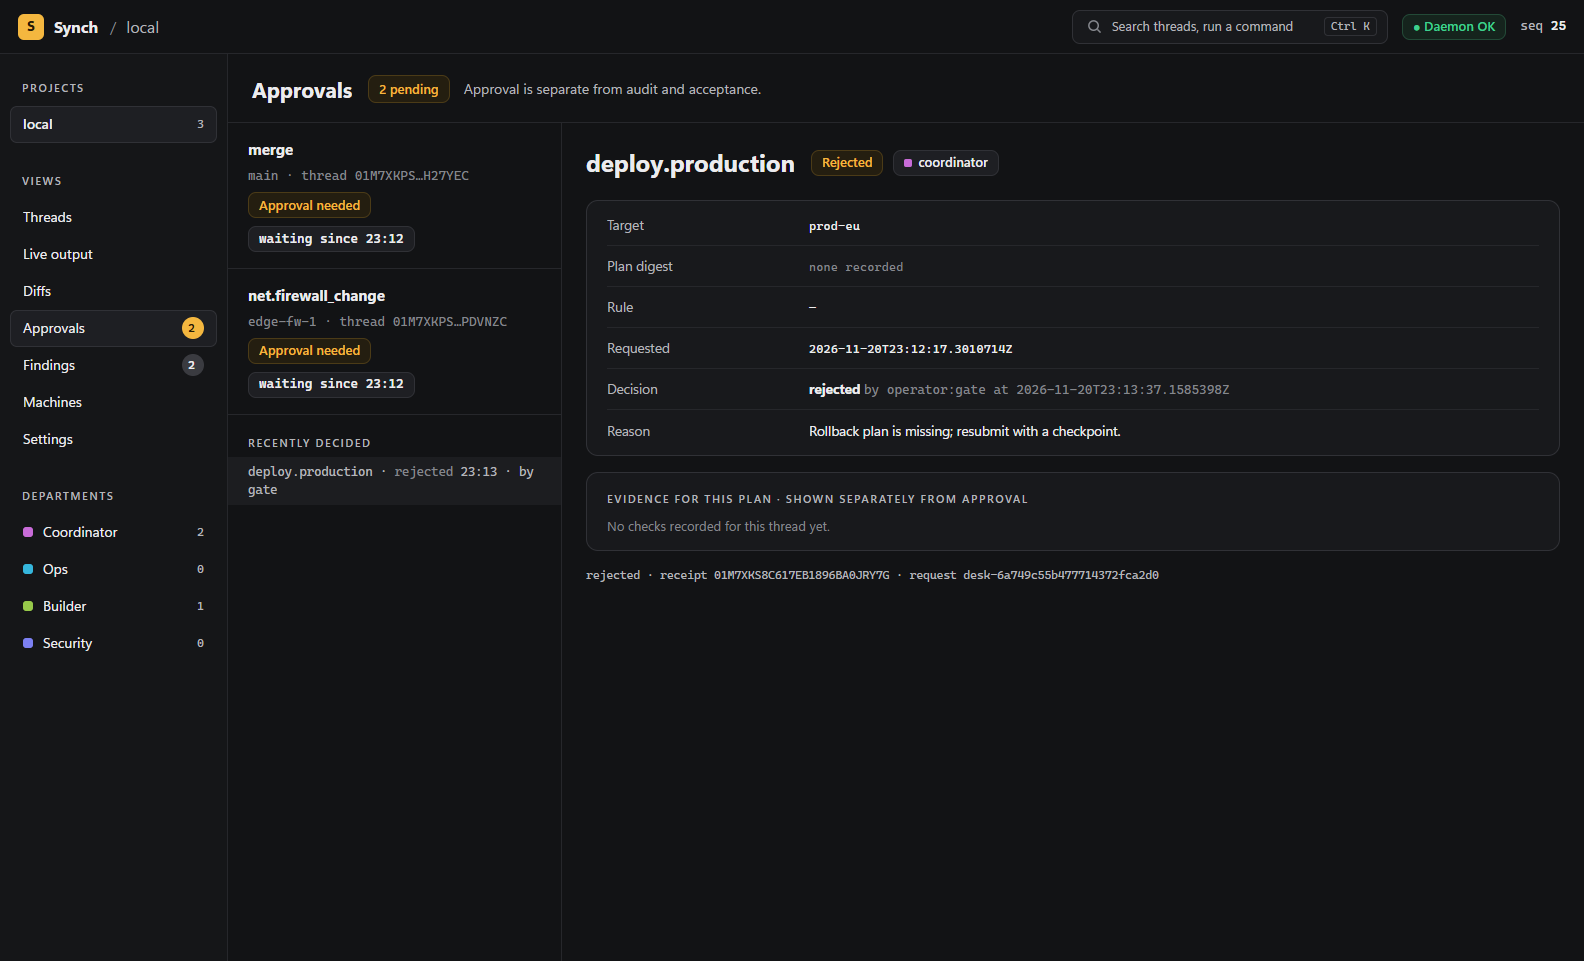 S Synch / local
Search threads, run a command Ctrl K
● Daemon OK
seq 25
PROJECTS
local 3
VIEWS
Threads
Live output
Diffs
Approvals 2
Findings 2
Machines
Settings
DEPARTMENTS
Coordinator 2
Ops 0
Builder 1
Security 0
Approvals 2 pending Approval is separate from audit and acceptance.
merge
main · thread 01M7XKPS…H27YEC
Approval needed
waiting since 23:12
net.firewall_change
edge-fw-1 · thread 01M7XKPS…PDVNZC
Approval needed
waiting since 23:12
RECENTLY DECIDED
deploy.production · rejected 23:13 · by
gate
deploy.production Rejected coordinator
Target prod-eu
Plan digest none recorded
Rule –
Requested 2026-11-20T23:12:17.3010714Z
Decision rejected by operator:gate at 2026-11-20T23:13:37.1585398Z
Reason Rollback plan is missing; resubmit with a checkpoint.
EVIDENCE FOR THIS PLAN · SHOWN SEPARATELY FROM APPROVAL
No checks recorded for this thread yet.
rejected · receipt 01M7XKS8C617EB1896BA0JRY7G · request desk-6a749c55b477714372fca2d0